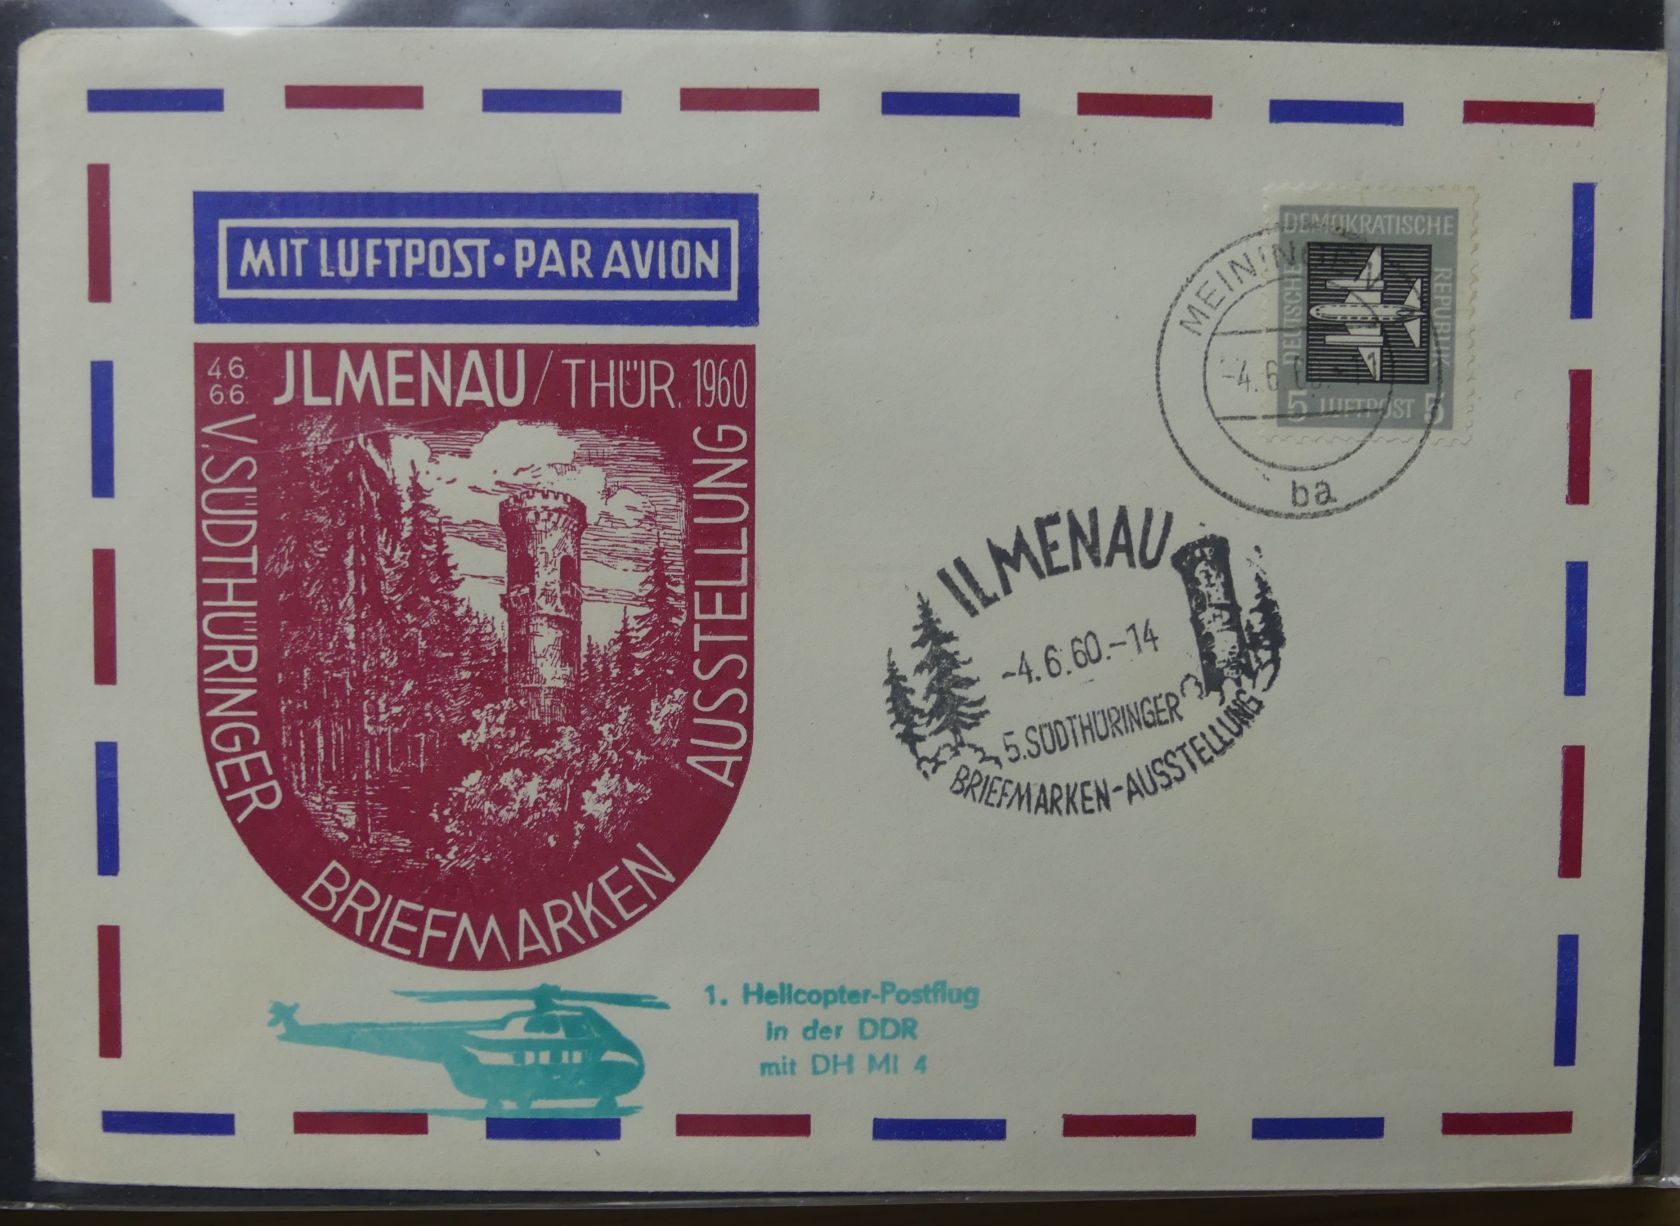 MIT LUFTPOST • PAR AVION
4.6.
6.6.
JLMENAU / THÜR. 1960
V. SÜDTHÜRINGER
BRIEFMARKEN
AUSSTELLUNG
DEMOKRATISCHE
DEUTSCHE
REPUBLIK
5 LUFTPOST 5
-4.6.60.
ba
ILMENAU
-4.6.60.-14
5. SÜDTHÜRINGER
BRIEFMARKEN-AUSSTELLUNG
1. Helicopter-Postflug
in der DDR
mit DH MI 4